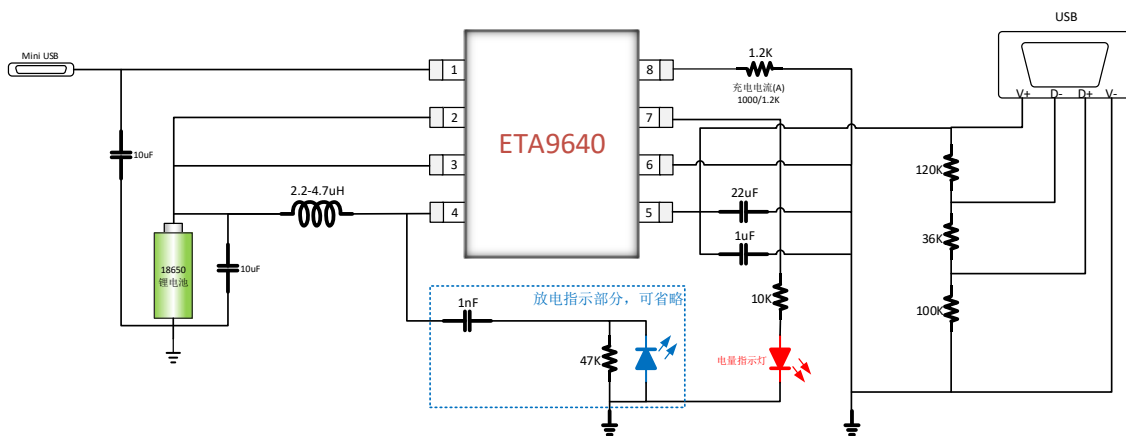 USB
Mini USB
1.2K
充电电流(A)
1000/1.2K
V+ D- D+ V-
1
2
3
4
ETA9640
8
7
6
5
10uF
2.2-4.7uH
18650
锂电池
10uF
22uF
1uF
120K
36K
100K
放电指示部分，可省略
1nF
47K
10K
电量指示灯